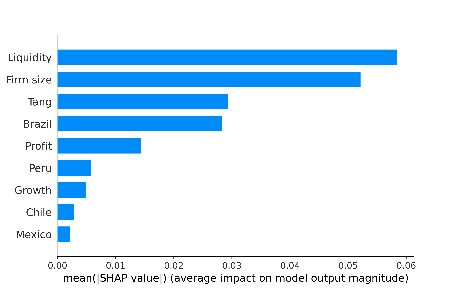 Liquidity
Firm size
Tang
Brazil
Profit
Peru
Growth
Chile
Mexico
0.00 0.01 0.02 0.03 0.04 0.05 0.06
mean(|SHAP value|) (average impact on model output magnitude)